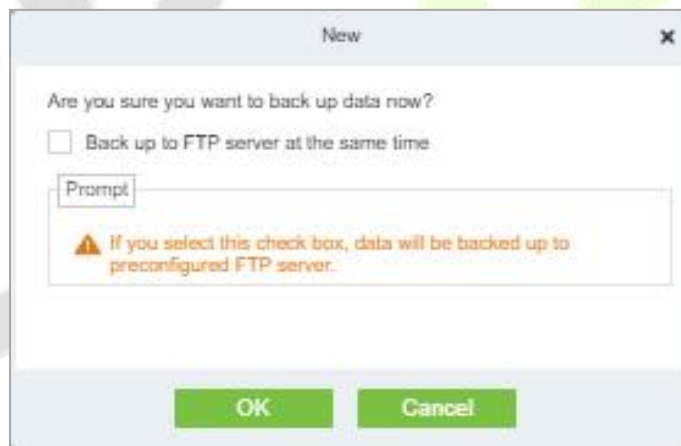 New
Are you sure you want to back up data now?
Back up to FTP server at the same time
Prompt
If you select this check box, data will be backed up to
preconfigured FTP server.
OK
Cancel